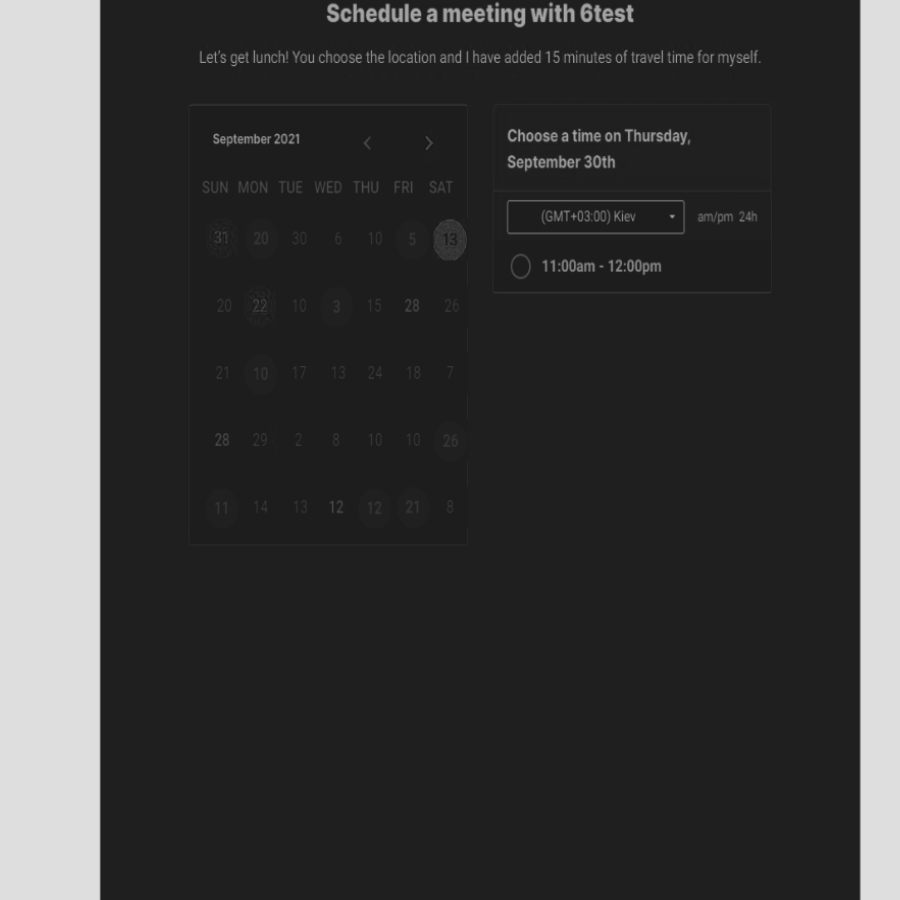 Schedule a meeting with 6test
Let's get lunch! You choose the location and I have added 15 minutes of travel time for myself.
September 2021
SUN MON TUE WED THU FRI SAT
31 20 30 6 10 5 13
20 22 10 3 15 28 26
21 10 17 13 24 18 7
28 29 2 8 10 10 26
11 14 13 12 12 21 8
Choose a time on Thursday,
September 30th
(GMT+03:00) Kiev am/pm 24h
11:00am - 12:00pm